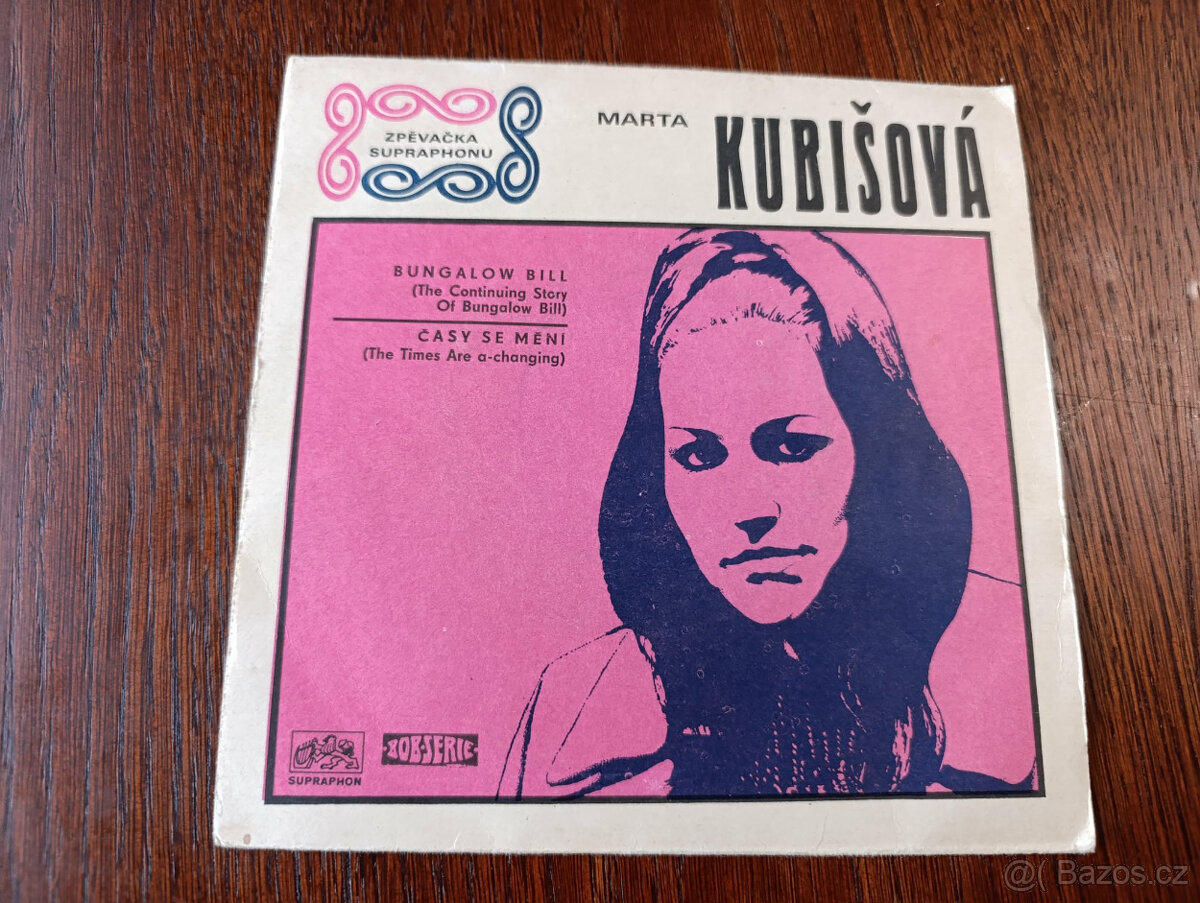 ZPĚVAČKA
SUPRAPHONU
MARTA
KUBIŠOVÁ
BUNGALOW BILL
(The Continuing Story
Of Bungalow Bill)
ČASY SE MĚNÍ
(The Times Are a-changing)
SUPRAPHON
BOB-SERIE
@( Bazos.cz